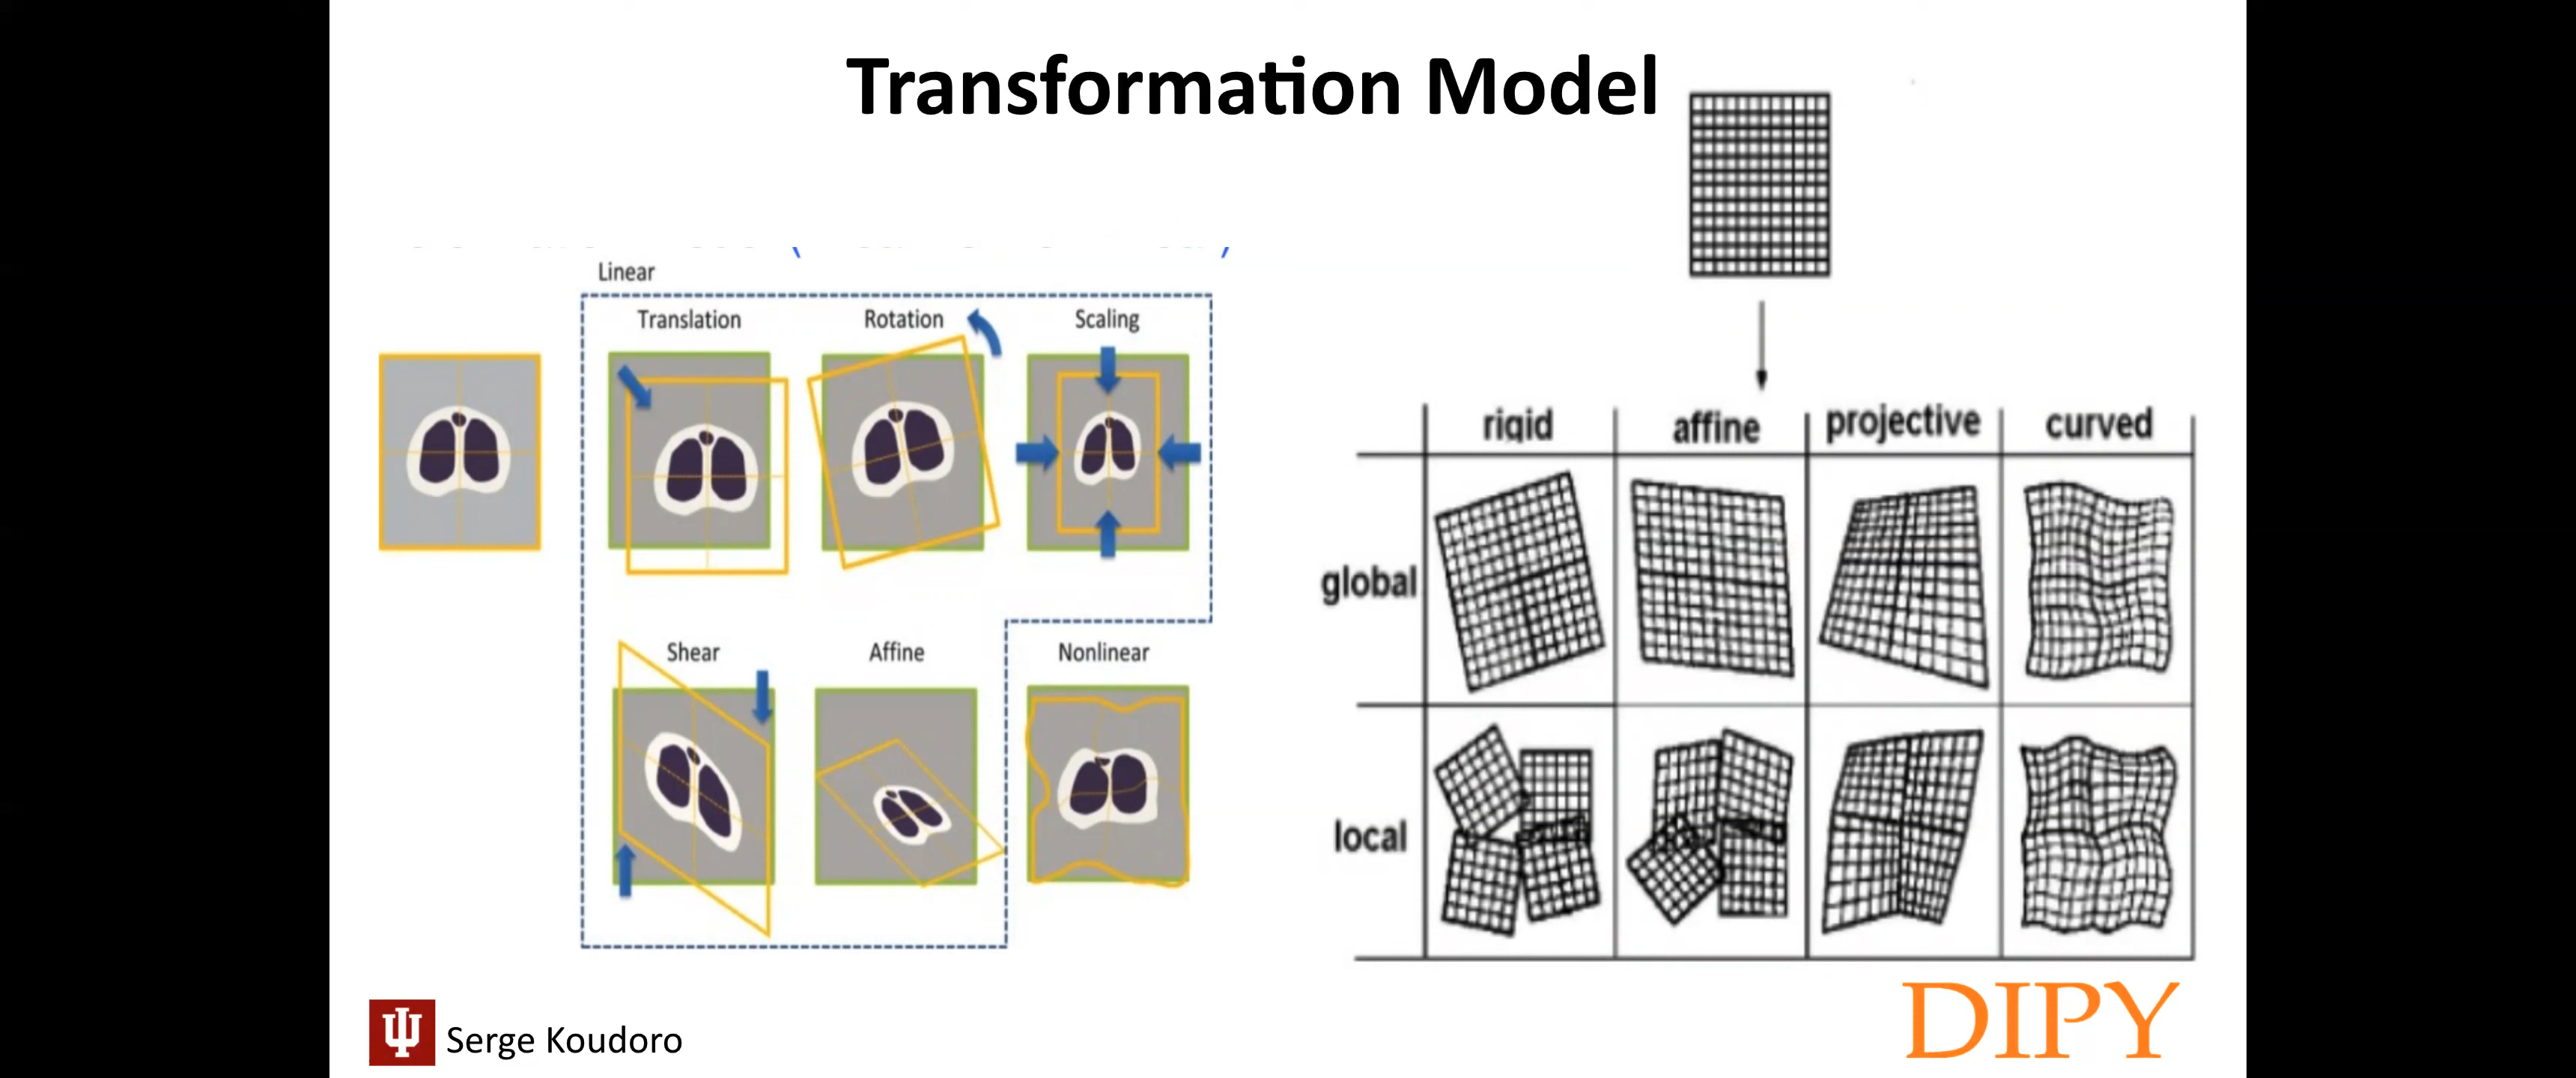 Transformation Model
Linear
Translation
Rotation
Scaling
Shear
Affine
Nonlinear
rigid
affine
projective
curved
global
local
Serge Koudoro
DIPY